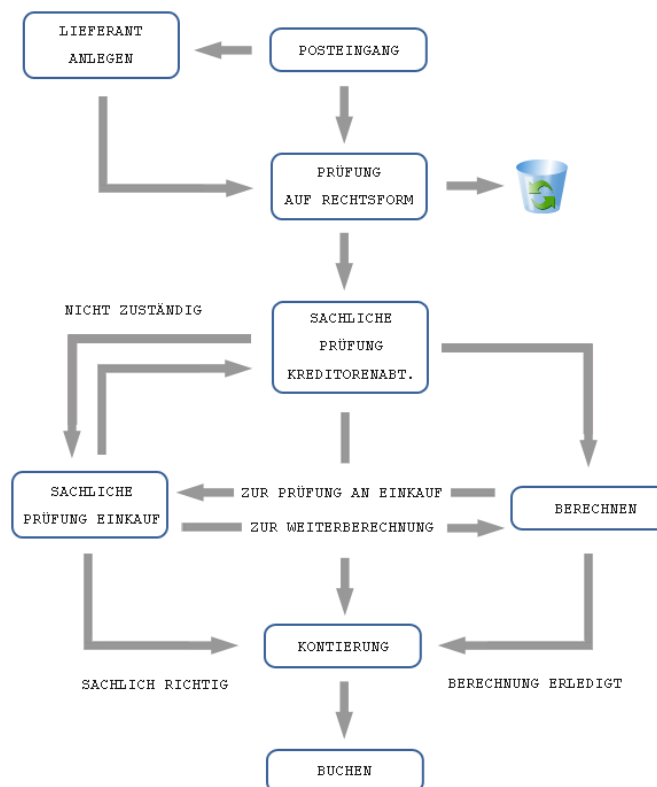 LIEFERANT
ANLEGEN
POSTEINGANG
PRÜFUNG
AUF RECHTSFORM
NICHT ZUSTÄNDIG
SACHLICHE
PRÜFUNG
KREDITORENABT.
SACHLICHE
PRÜFUNG EINKAUF
ZUR PRÜFUNG AN EINKAUF
ZUR WEITERBERECHNUNG
BERECHNEN
KONTIERUNG
SACHLICH RICHTIG
BERECHNUNG ERLEDIGT
BUCHEN